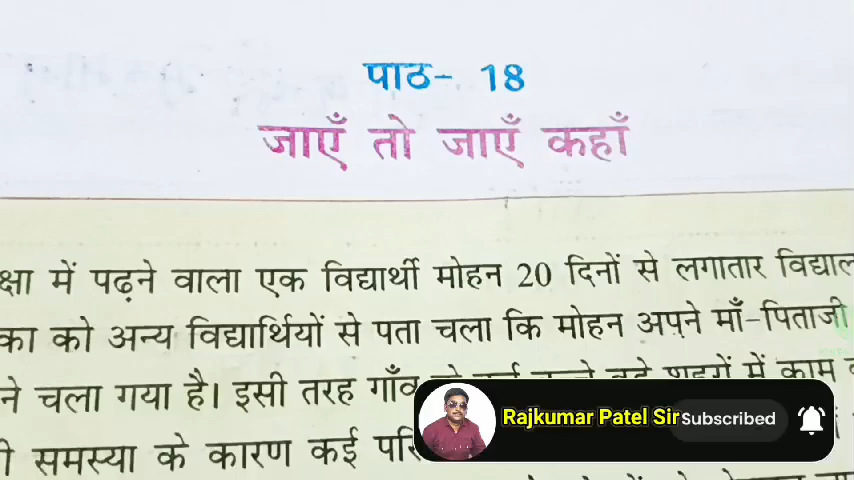 पाठ- 18
जाएँ तो जाएँ कहाँ
में पढ़ने वाला एक विद्यार्थी मोहन 20 दिनों से लगातार
को अन्य विद्यार्थियों से पता चला कि मोहन अपने माँ-पिताजी
चला गया है। इसी तरह गाँव में काम
समस्या के कारण कई
Rajkumar Patel Sir
Subscribed